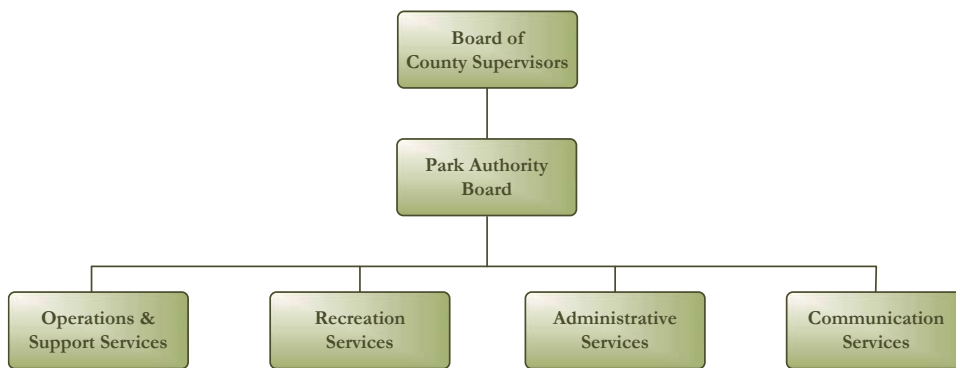 Board of
County Supervisors
Park Authority
Board
Operations &
Support Services
Recreation
Services
Administrative
Services
Communication
Services